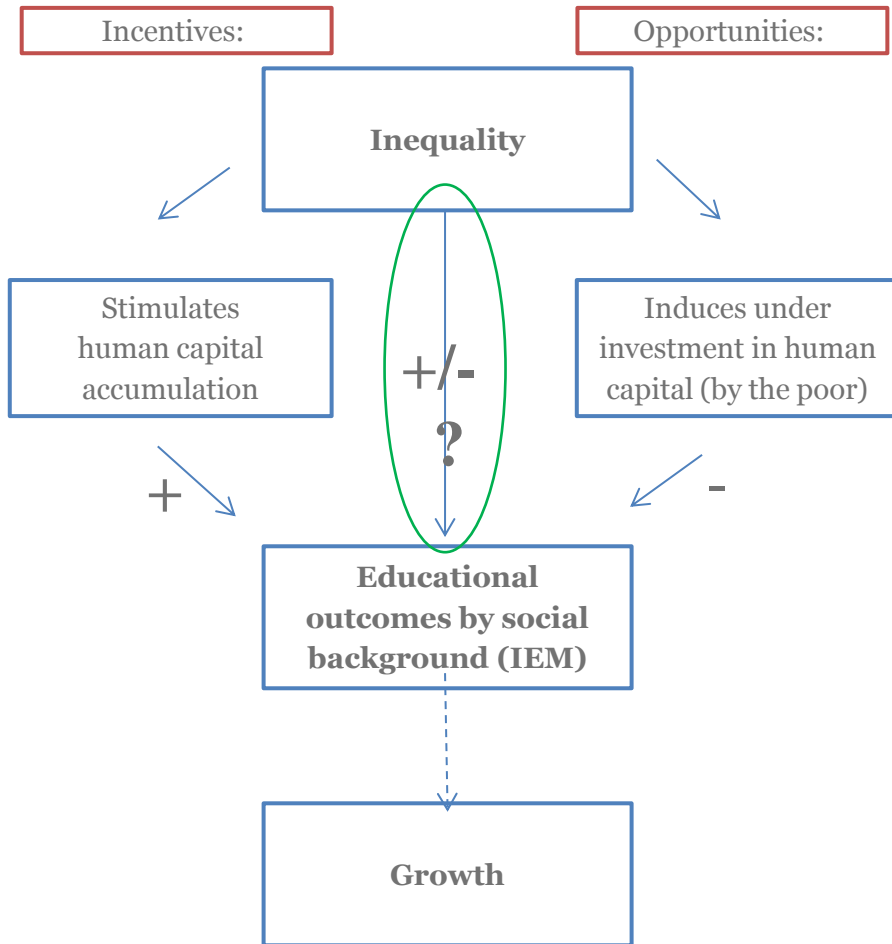 Incentives:
Opportunities:
Inequality
Stimulates
human capital
accumulation
+/-
?
Induces under
investment in human
capital (by the poor)
+
-
Educational
outcomes by social
background (IEM)
Growth